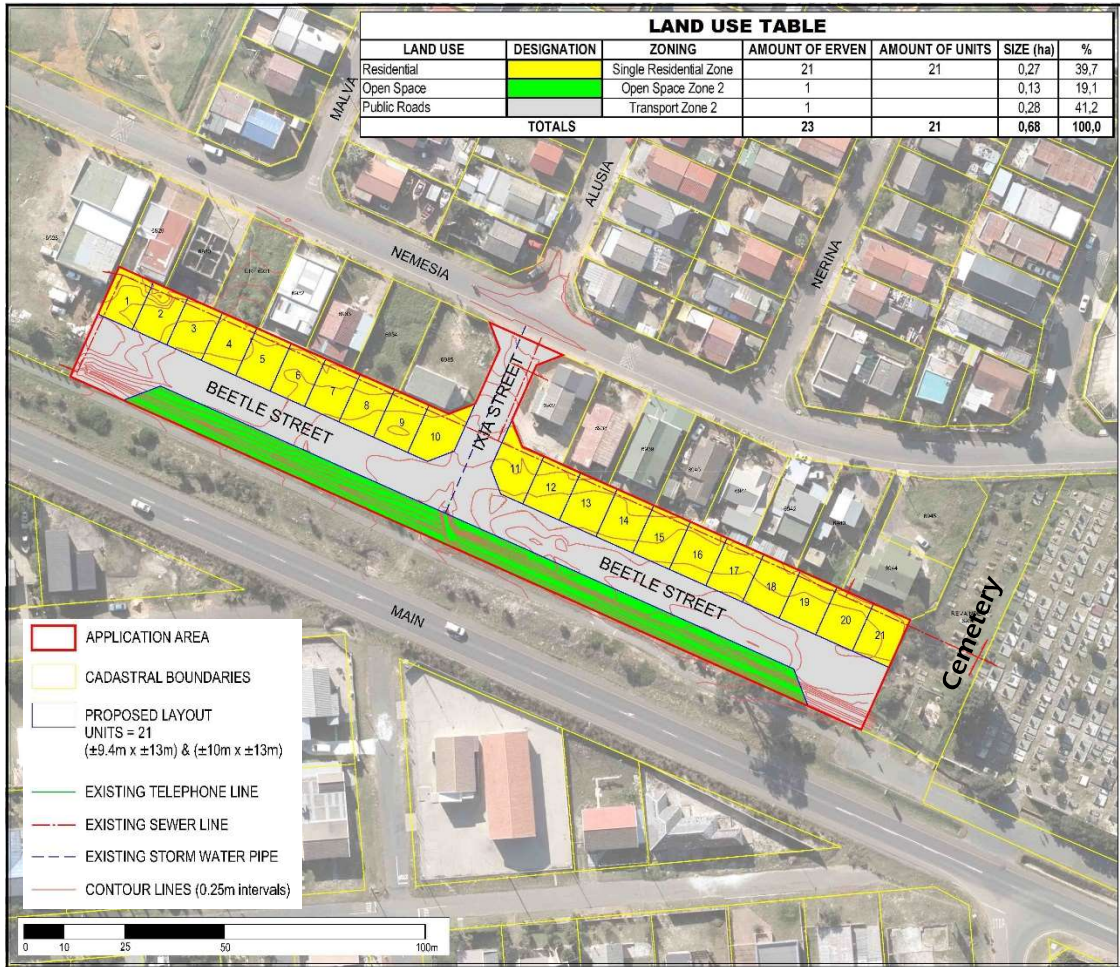 LAND USE TABLE
LAND USE DESIGNATION ZONING AMOUNT OF ERVEN AMOUNT OF UNITS SIZE (ha) %
Residential Single Residential Zone 21 21 0,27 39,7
Open Space Open Space Zone 2 1 0,13 19,1
Public Roads Transport Zone 2 1 0,28 41,2
TOTALS 23 21 0,68 100,0
MALVA
ALUSIA
NEMESIA
NERINA
IXIA STREET
1
2
3
4
5
6
7
8
9
10
BEETLE STREET
11
12
13
14
15
16
17
18
19
20
21
BEETLE STREET
MAIN
Cemetery
APPLICATION AREA
CADASTRAL BOUNDARIES
PROPOSED LAYOUT
UNITS = 21
(±9.4m x ±13m) & (±10m x ±13m)
EXISTING TELEPHONE LINE
EXISTING SEWER LINE
EXISTING STORM WATER PIPE
CONTOUR LINES (0.25m intervals)
0 10 25 50 100m